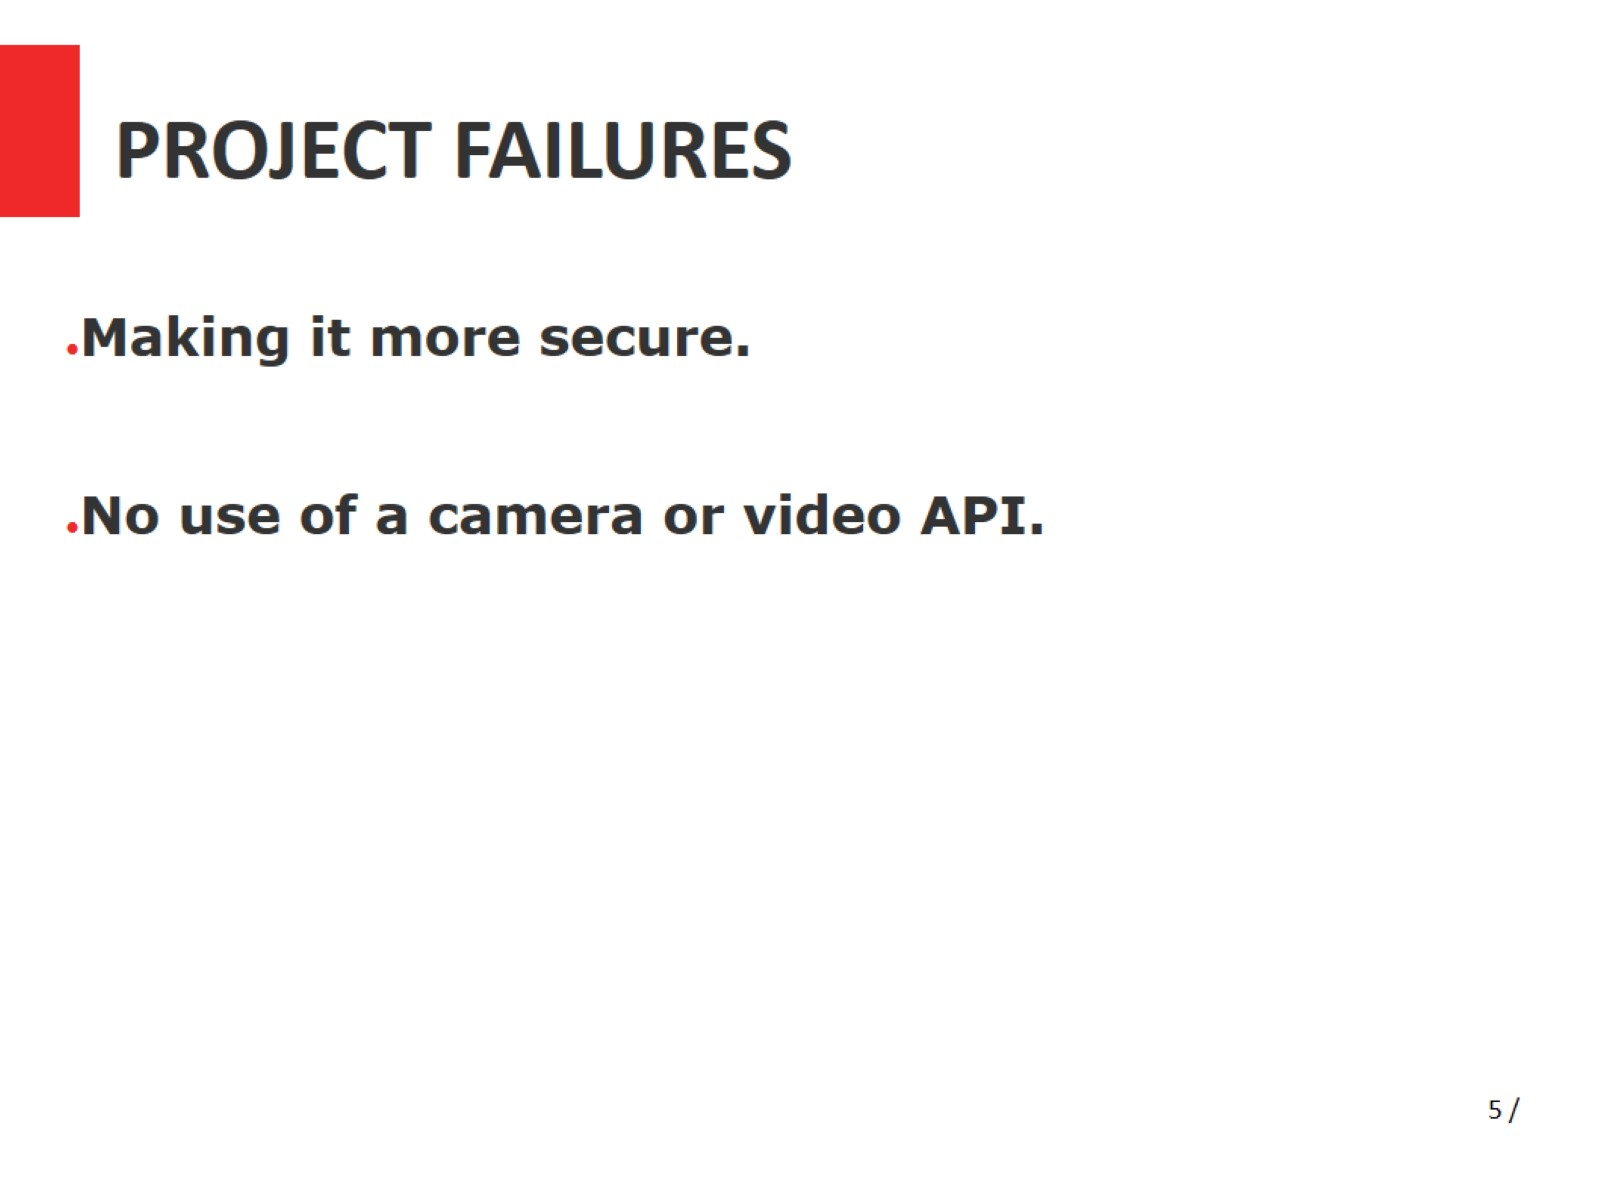 PROJECT FAILURES
•Making it more secure.
•No use of a camera or video API.
5 /